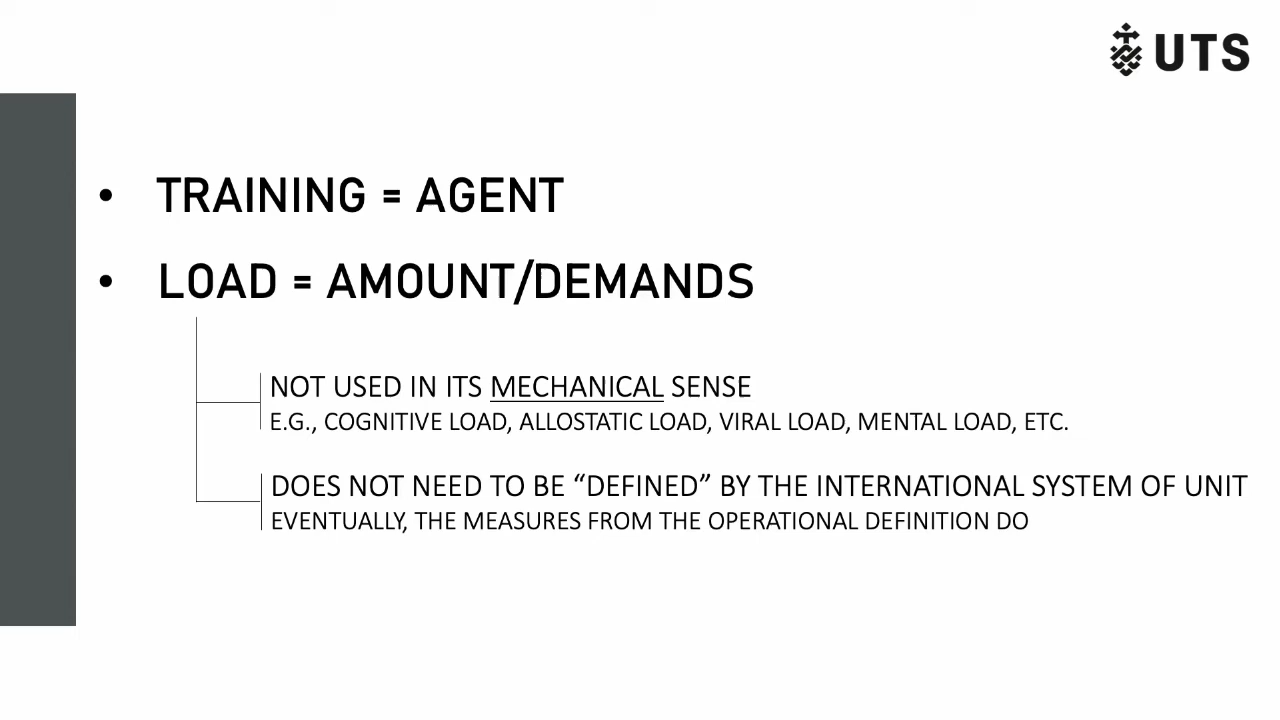 UTS
• TRAINING = AGENT
• LOAD = AMOUNT/DEMANDS
NOT USED IN ITS MECHANICAL SENSE
E.G., COGNITIVE LOAD, ALLOSTATIC LOAD, VIRAL LOAD, MENTAL LOAD, ETC.
DOES NOT NEED TO BE “DEFINED” BY THE INTERNATIONAL SYSTEM OF UNIT
EVENTUALLY, THE MEASURES FROM THE OPERATIONAL DEFINITION DO